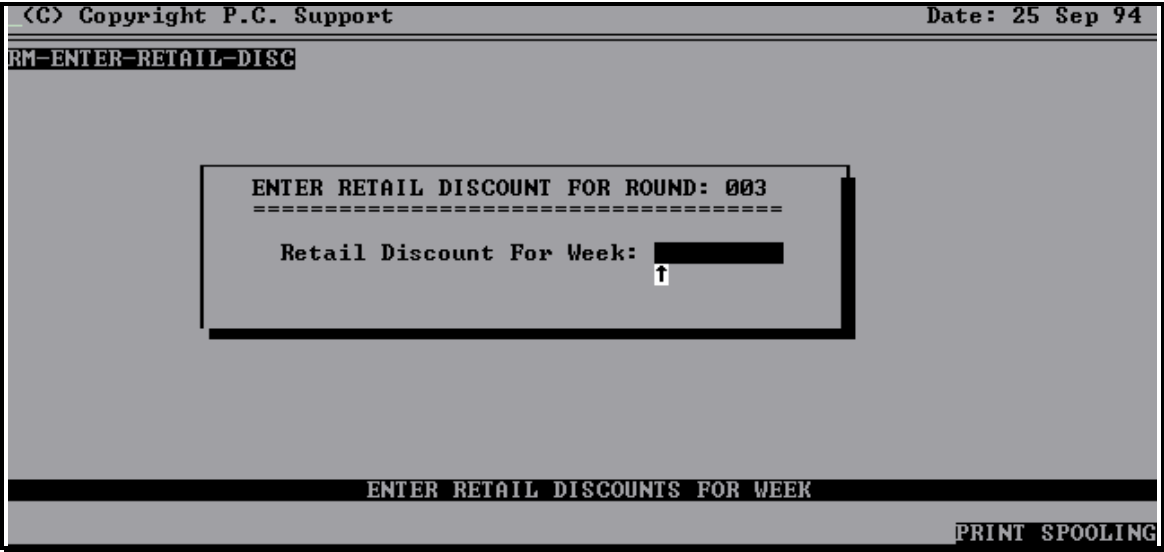 (C) Copyright P.C. Support Date: 25 Sep 94
RM-ENTER-RETAIL-DISC
ENTER RETAIL DISCOUNT FOR ROUND: 003
=====================================
Retail Discount For Week:
↑
ENTER RETAIL DISCOUNTS FOR WEEK
PRINT SPOOLING